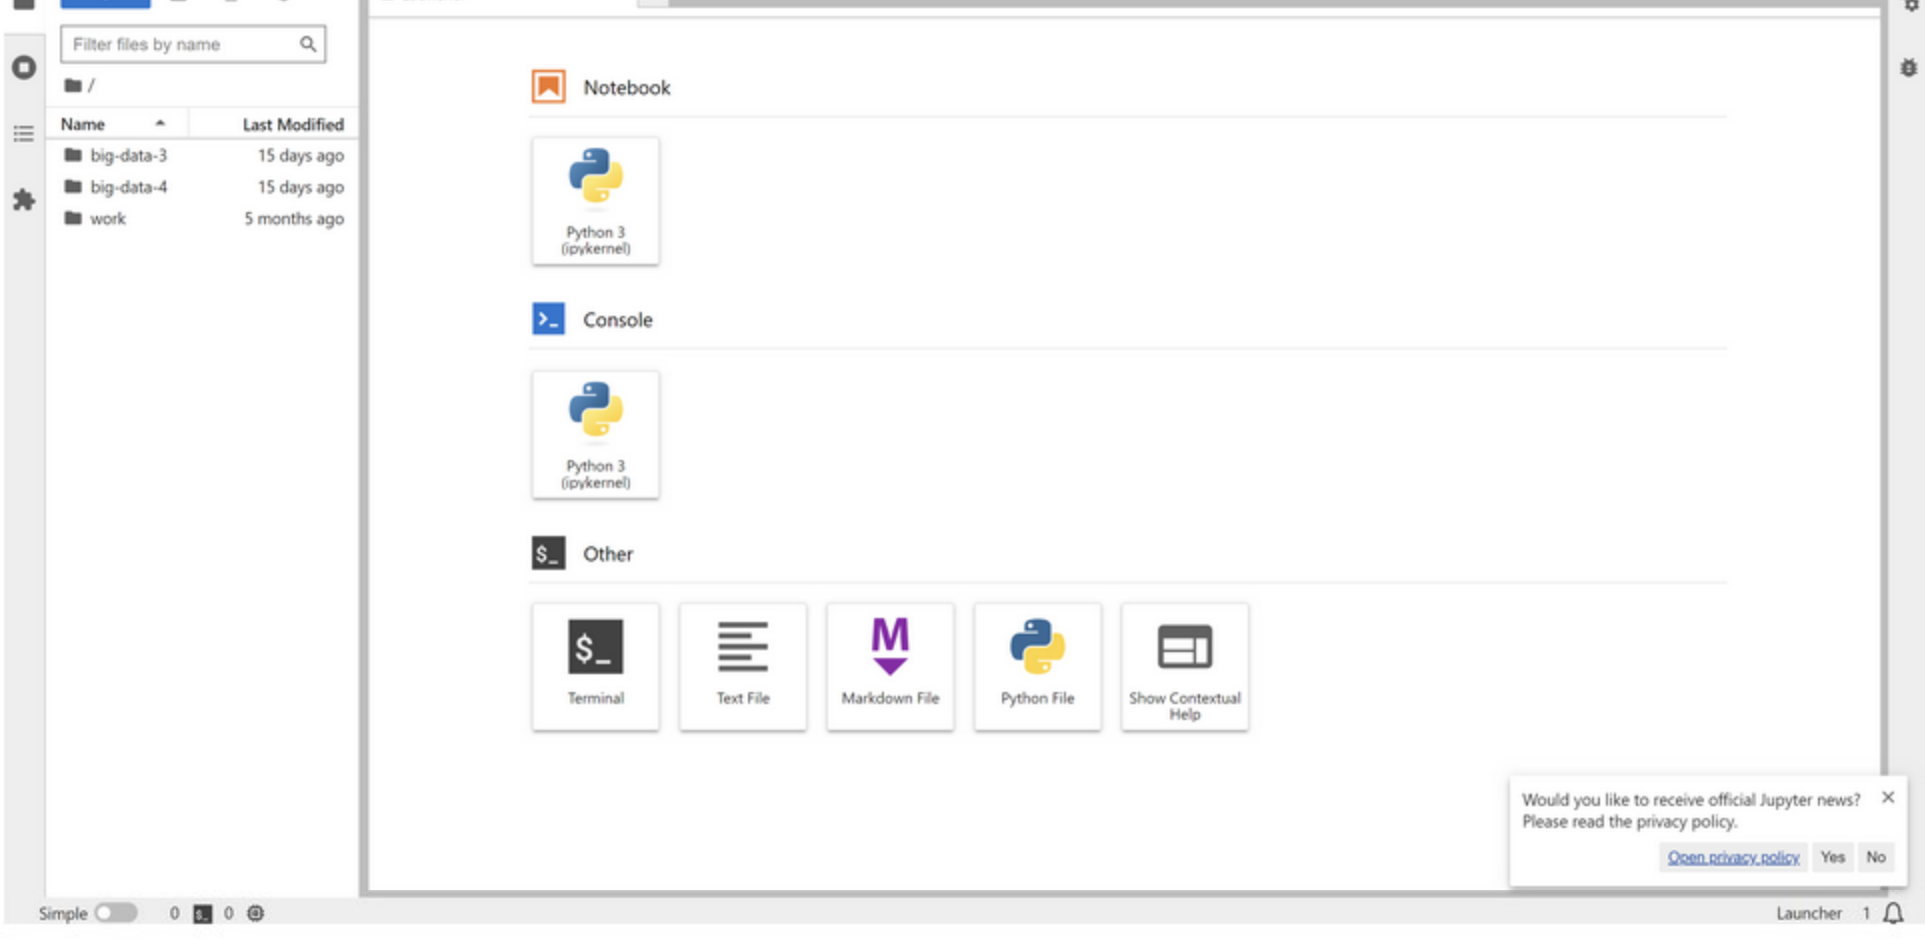 Filter files by name
/
Name Last Modified
big-data-3 15 days ago
big-data-4 15 days ago
work 5 months ago
Notebook
Python 3
(ipykernel)
>_ Console
Python 3
(ipykernel)
$_ Other
$_
Terminal
Text File
M
Markdown File
Python File
Show Contextual
Help
Would you like to receive official Jupyter news?
Please read the privacy policy.
Open privacy policy Yes No
Simple 0 $_ 0
Launcher 1